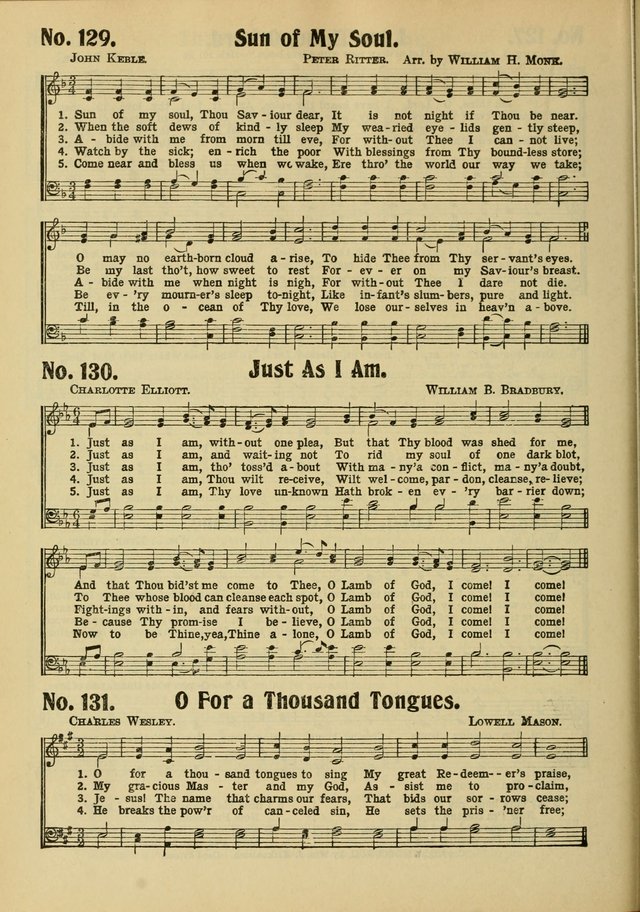 No. 129. Sun of My Soul.
JOHN KEBLE. PETER RITTER. Arr. by WILLIAM H. MONK.
1. Sun of my soul, Thou Sav-iour dear, It is not night if Thou be near.
2. When the soft dews of kind-ly sleep My wea-ried eye-lids gen-tly steep,
3. A-bide with me from morn till eve, For with-out Thee I can-not live;
4. Watch by the sick; en-rich the poor With blessings from Thy bound-less store;
5. Come near and bless us when we wake, Ere thro' the world our way we take;
O may no earth-born cloud a-rise, To hide Thee from Thy ser-vant's eyes.
Be my last tho't, how sweet to rest For-ev-er on my Sav-iour's breast.
A-bide with me when night is nigh, For with-out Thee I dare not die.
Be ev-'ry mourn-er's sleep to-night, Like in-fant's slum-bers, pure and light.
Till, in the o-cean of Thy love, We lose our-selves in heav'n a-bove.
No. 130. Just As I Am.
CHARLOTTE ELLIOTT. WILLIAM B. BRADBURY.
1. Just as I am, with-out one plea, But that Thy blood was shed for me,
2. Just as I am, and wait-ing not To rid my soul of one dark blot,
3. Just as I am, tho' toss'd a-bout With ma-ny'a con-flict, ma-ny'a doubt,
4. Just as I am, Thou wilt re-ceive, Wilt wel-come, par-don, cleanse, re-lieve;
5. Just as I am, Thy love un-known Hath brok-en ev-'ry bar-rier down;
And that Thou bid'st me come to Thee, O Lamb of God, I come! I come!
To Thee whose blood can cleanse each spot, O Lamb of God, I come! I come!
Fight-ings with-in, and fears with-out, O Lamb of God, I come! I come!
Be-cause Thy prom-ise I be-lieve, O Lamb of God, I come! I come!
Now to be Thine, yea, Thine a-lone, O Lamb of God, I come! I come!
No. 131. O For a Thousand Tongues.
CHARLES WESLEY. LOWELL MASON.
1. O for a thou-sand tongues to sing My great Re-deem-er's praise,
2. My gra-cious Mas-ter and my God, As-sist me to pro-claim,
3. Je-sus! The name that charms our fears, That bids our sor-rows cease;
4. He breaks the pow'r of can-celed sin, He sets the pris-'ner free;